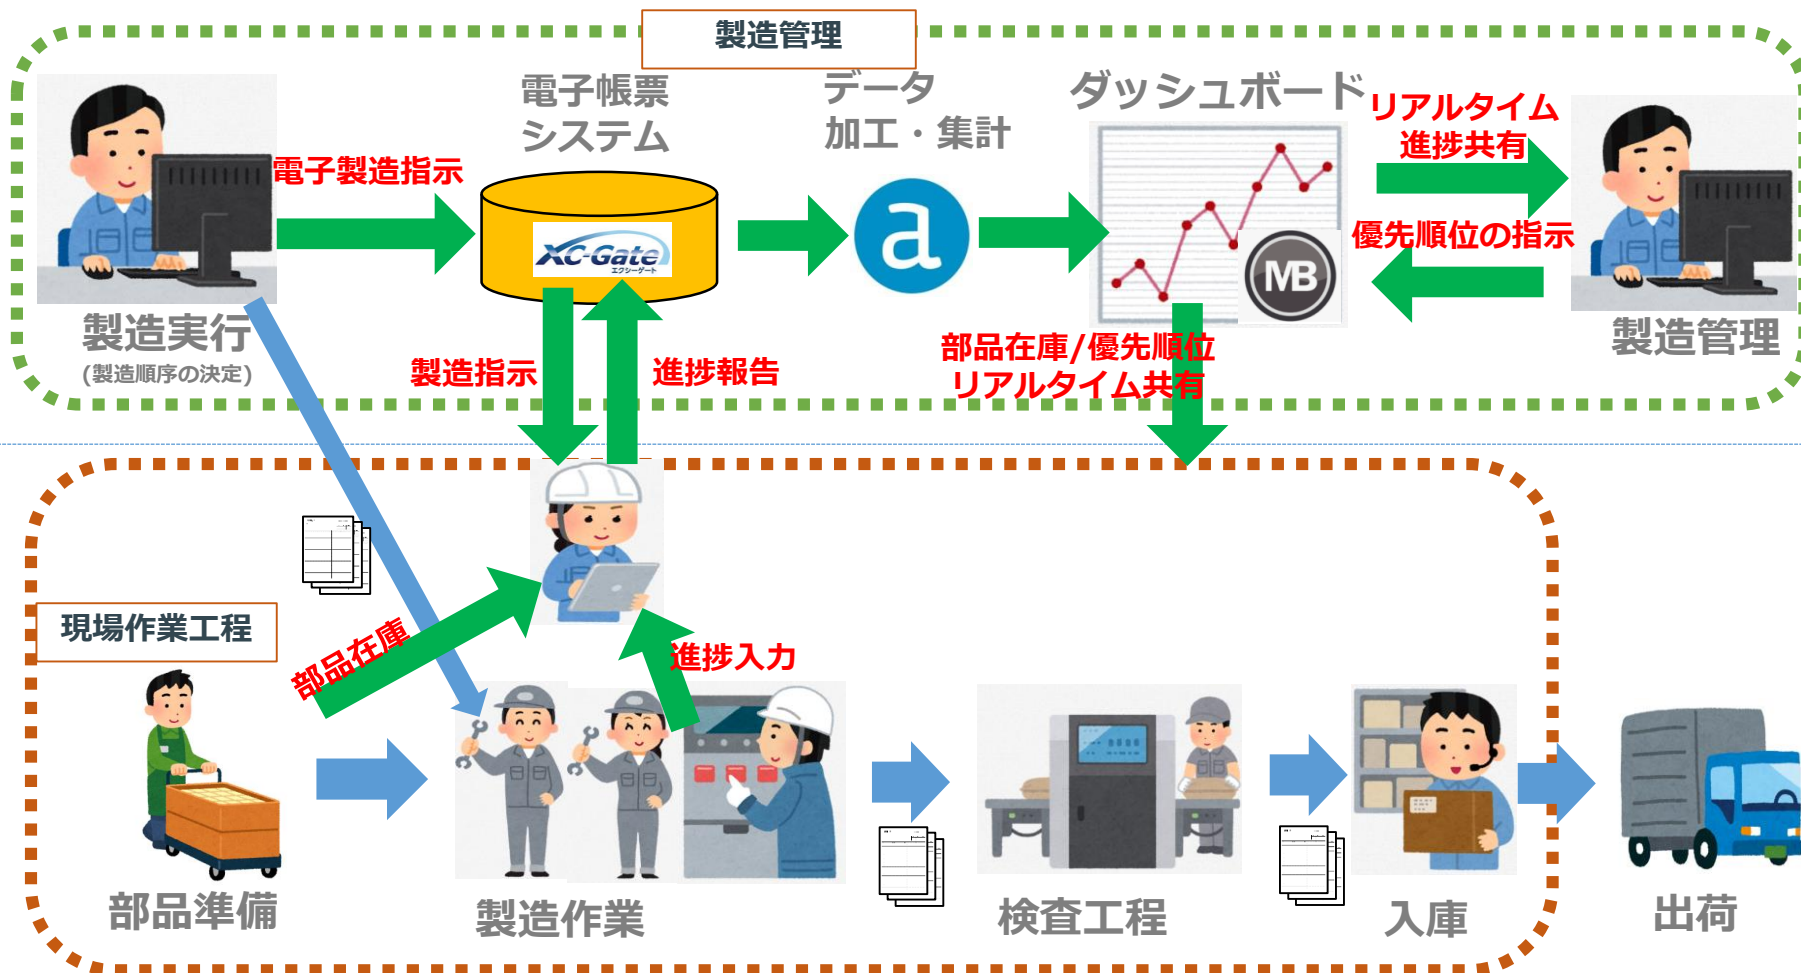 製造管理
電子帳票
システム
データ
加工・集計
ダッシュボード
リアルタイム
進捗共有
電子製造指示
XC-Gate
エクシーゲート
a
MB
優先順位の指示
製造実行
(製造順序の決定)
製造指示
進捗報告
部品在庫/優先順位
リアルタイム共有
製造管理
現場作業工程
部品在庫
進捗入力
部品準備
製造作業
検査工程
入庫
出荷